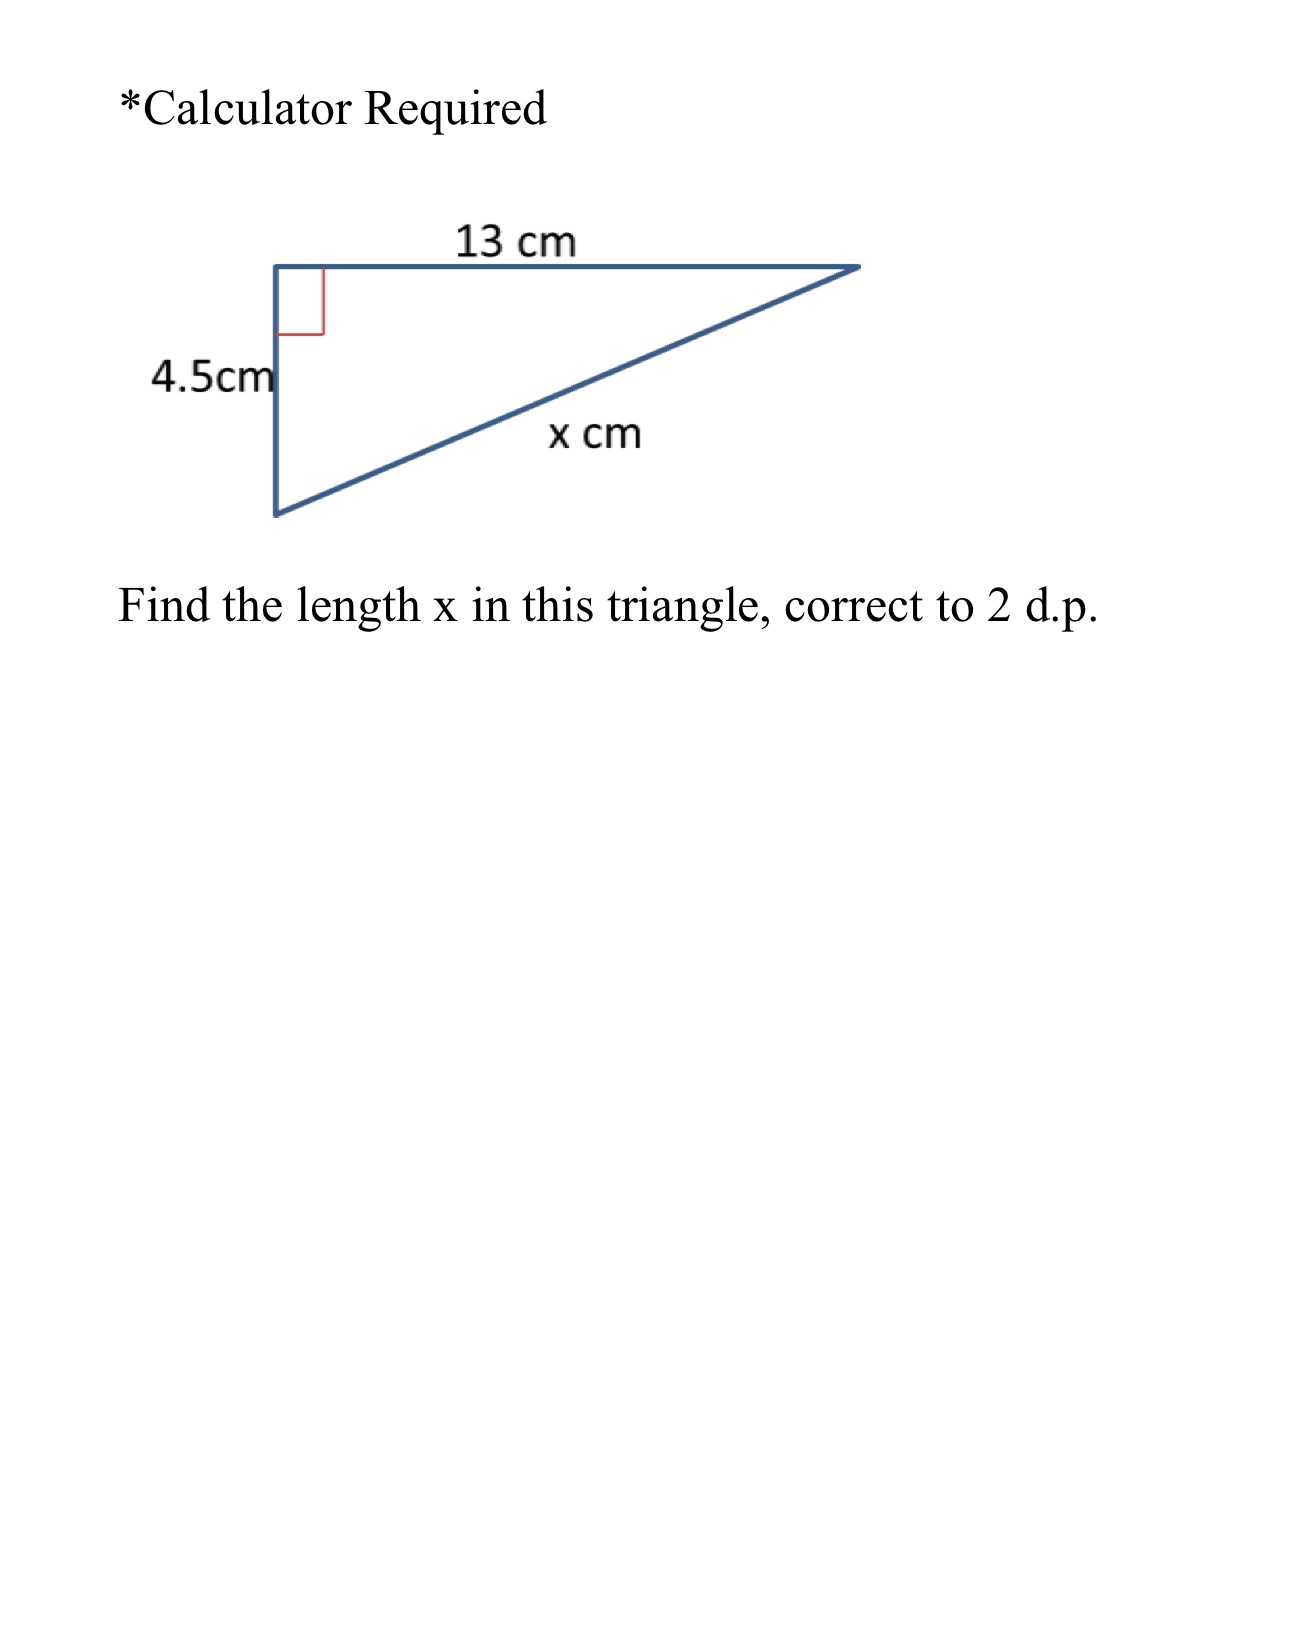 *Calculator Required
13 cm
4.5cm
x cm
Find the length x in this triangle, correct to 2 d.p.